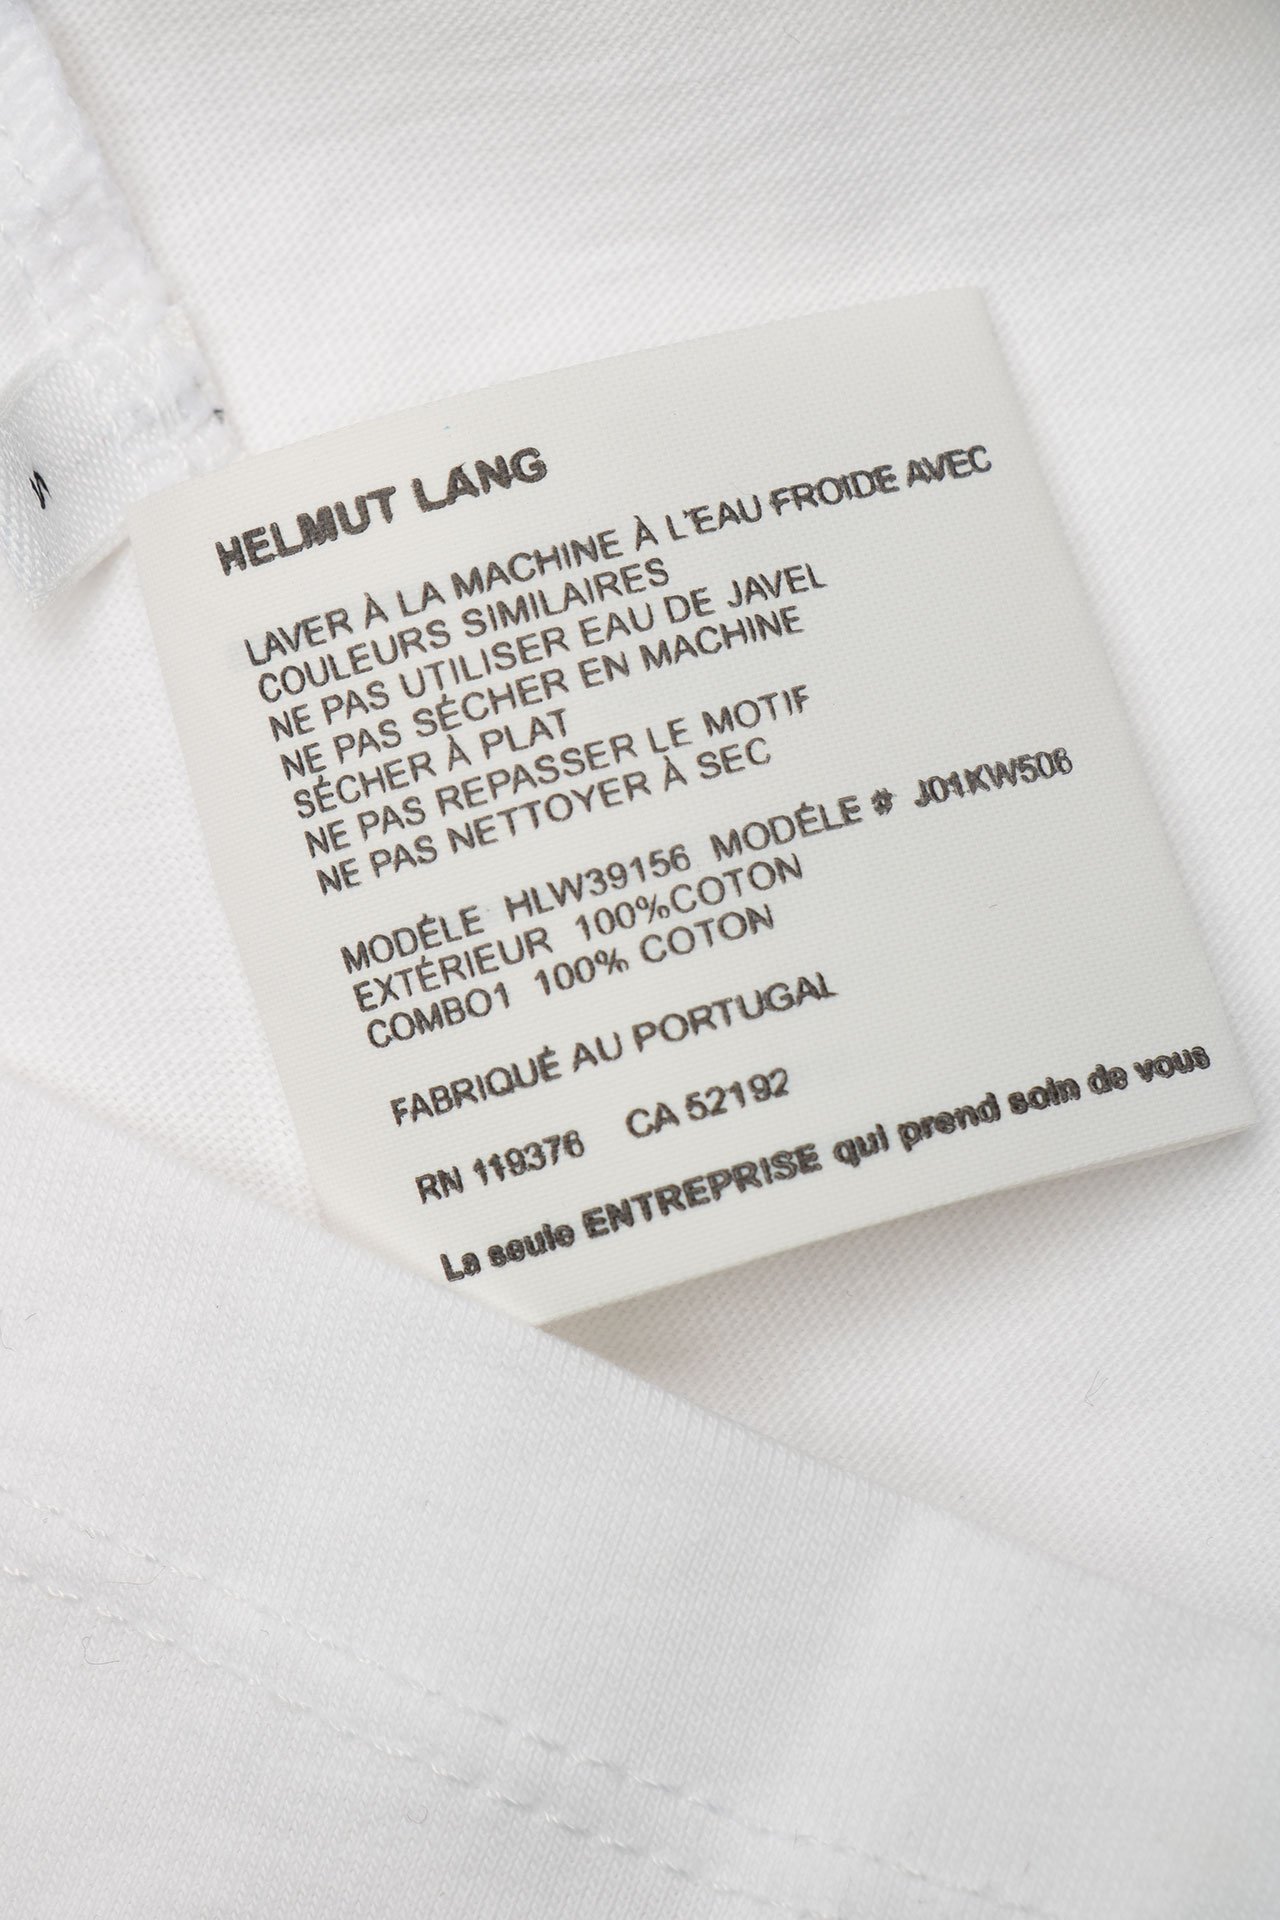 HELMUT LANG
LAVER À LA MACHINE À L'EAU FROIDE AVEC
COULEURS SIMILAIRES
NE PAS UTILISER EAU DE JAVEL
NE PAS SÉCHER EN MACHINE
SÉCHER À PLAT
NE PAS REPASSER LE MOTIF
NE PAS NETTOYER À SEC
MODÉLE HLW39156 MODÉLE # J01KW506
EXTÉRIEUR 100%COTON
COMBO1 100% COTON
FABRIQUÉ AU PORTUGAL
RN 119376 CA 52192
La seule ENTREPRISE qui prend soin de vous